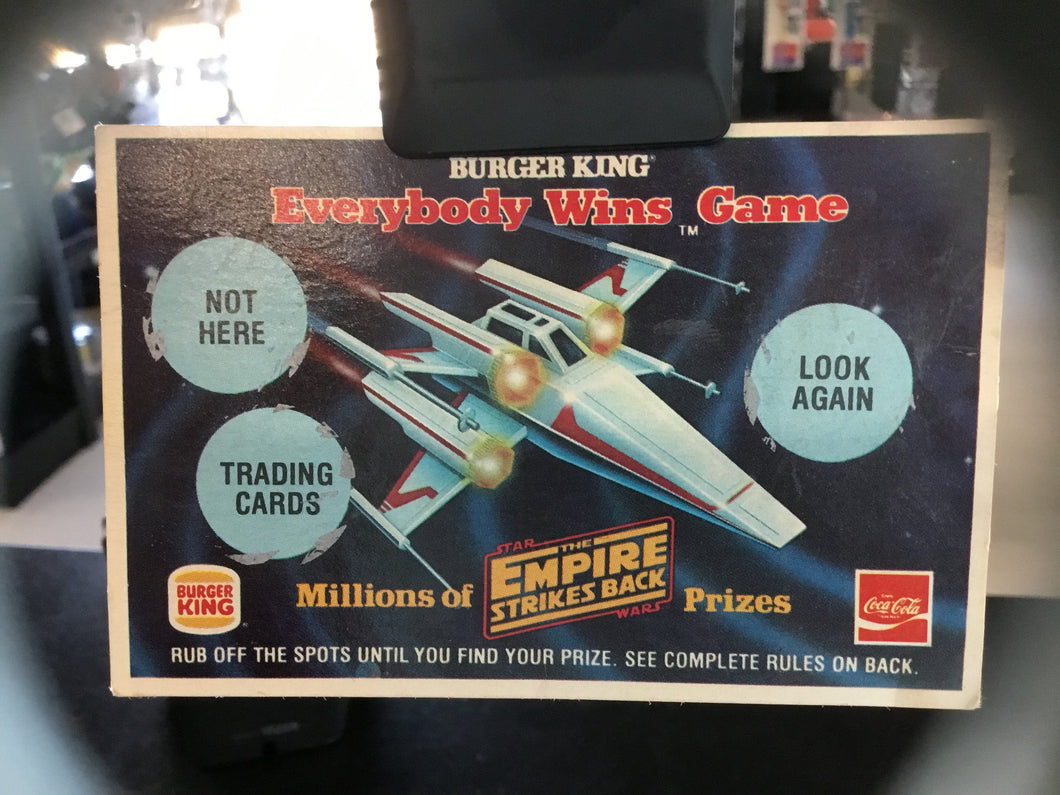 BURGER KING
Everybody Wins Game
TM
NOT
HERE
LOOK
AGAIN
TRADING
CARDS
STAR
THE
EMPIRE
STRIKES BACK
WARS
Millions of
Prizes
BURGER
KING
Enjoy
Coca-Cola
RUB OFF THE SPOTS UNTIL YOU FIND YOUR PRIZE. SEE COMPLETE RULES ON BACK.